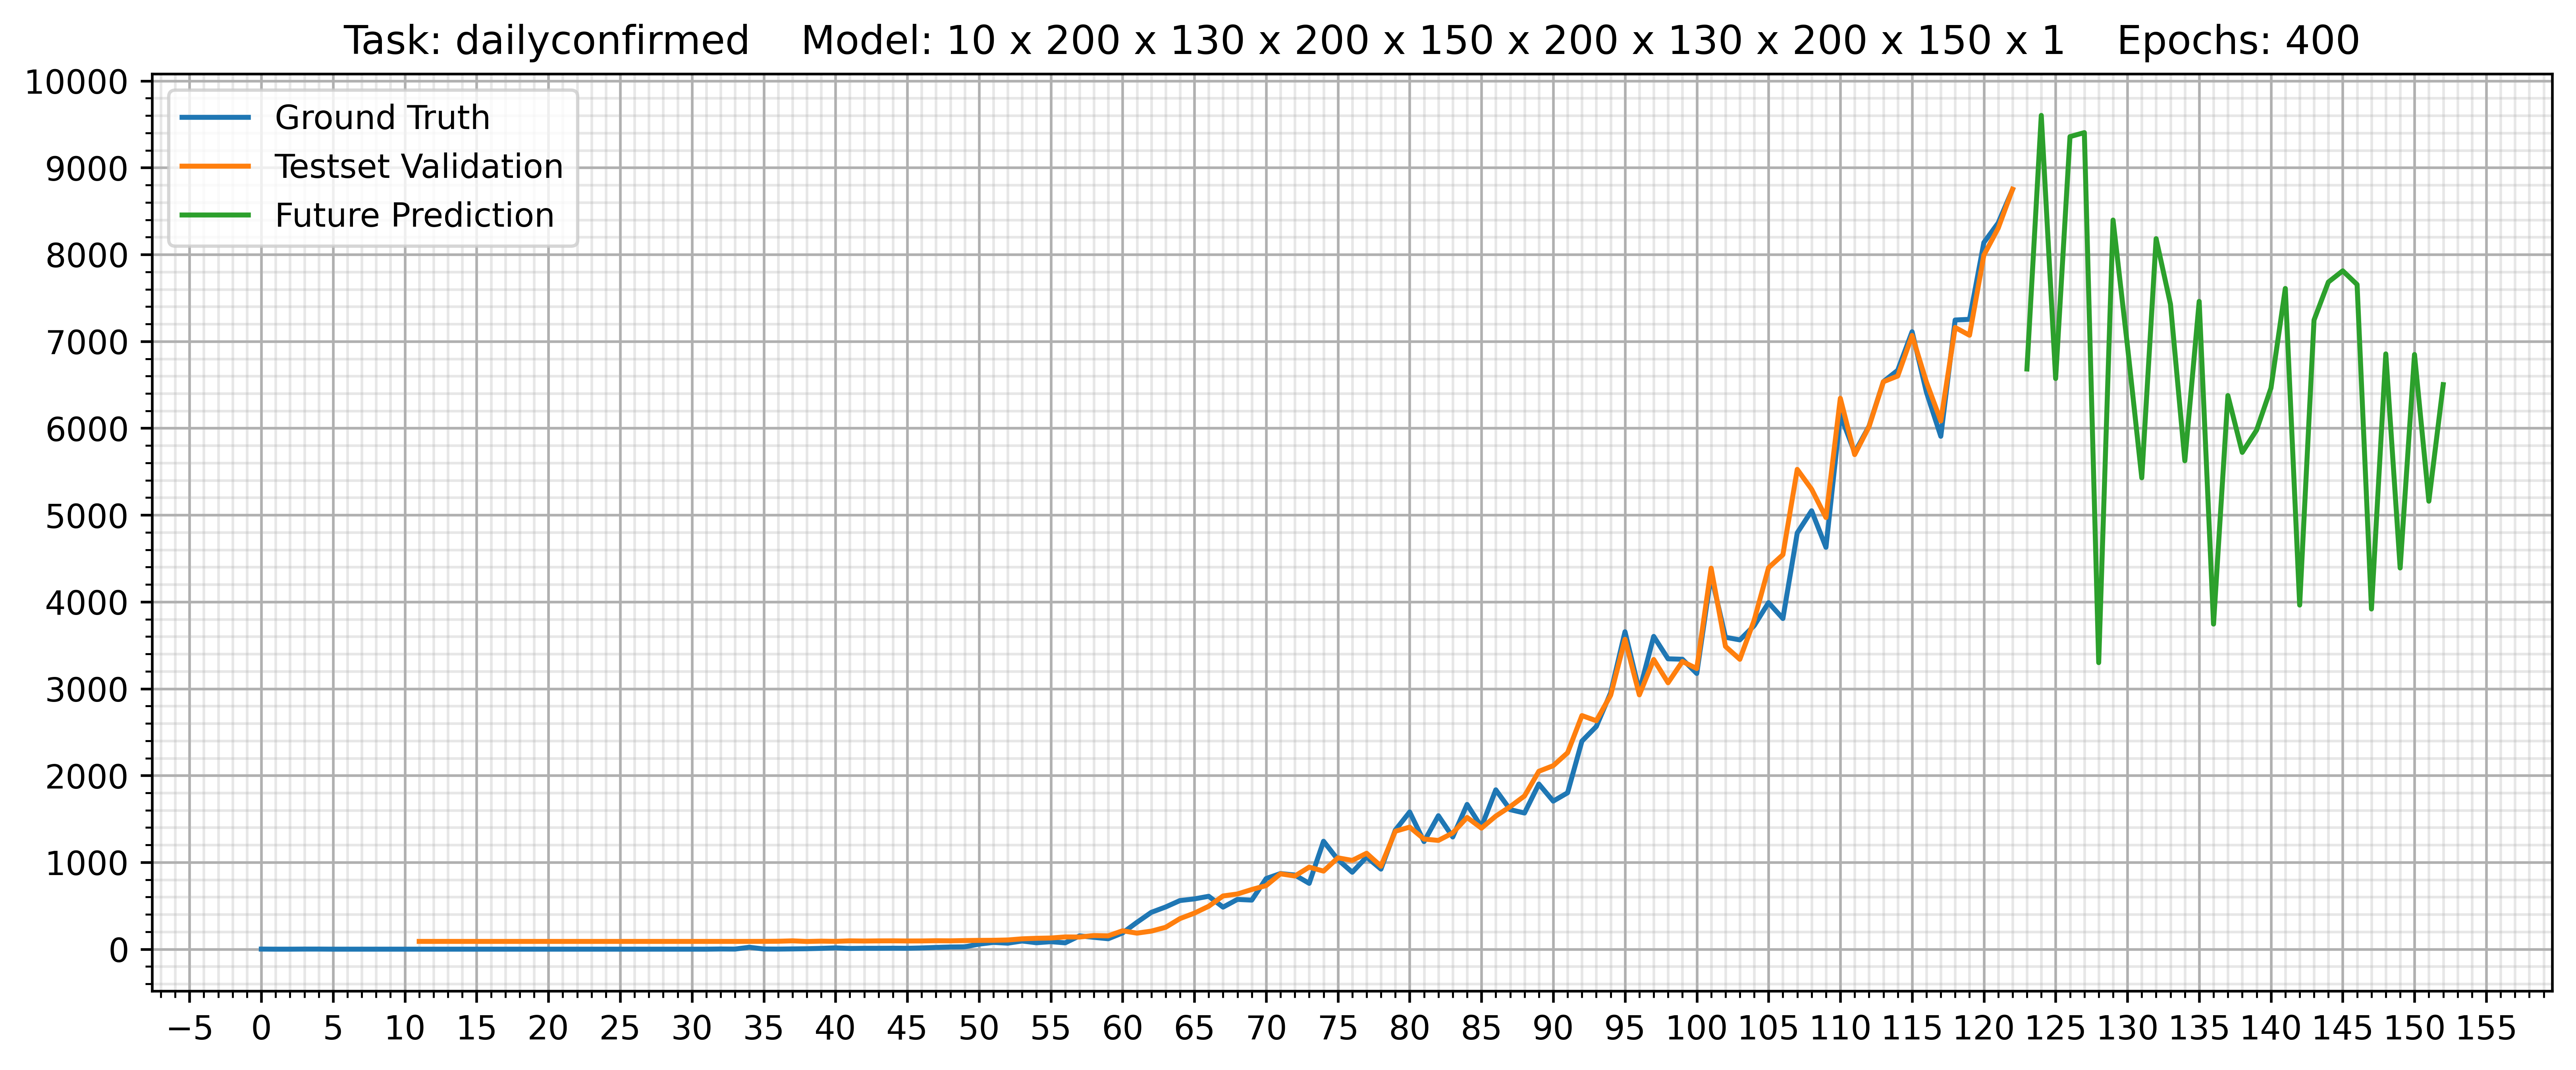 Task: dailyconfirmed    Model: 10 x 200 x 130 x 200 x 150 x 200 x 130 x 200 x 150 x 1    Epochs: 400
10000
9000
8000
7000
6000
5000
4000
3000
2000
1000
0
Ground Truth
Testset Validation
Future Prediction
−5 0 5 10 15 20 25 30 35 40 45 50 55 60 65 70 75 80 85 90 95 100 105 110 115 120 125 130 135 140 145 150 155